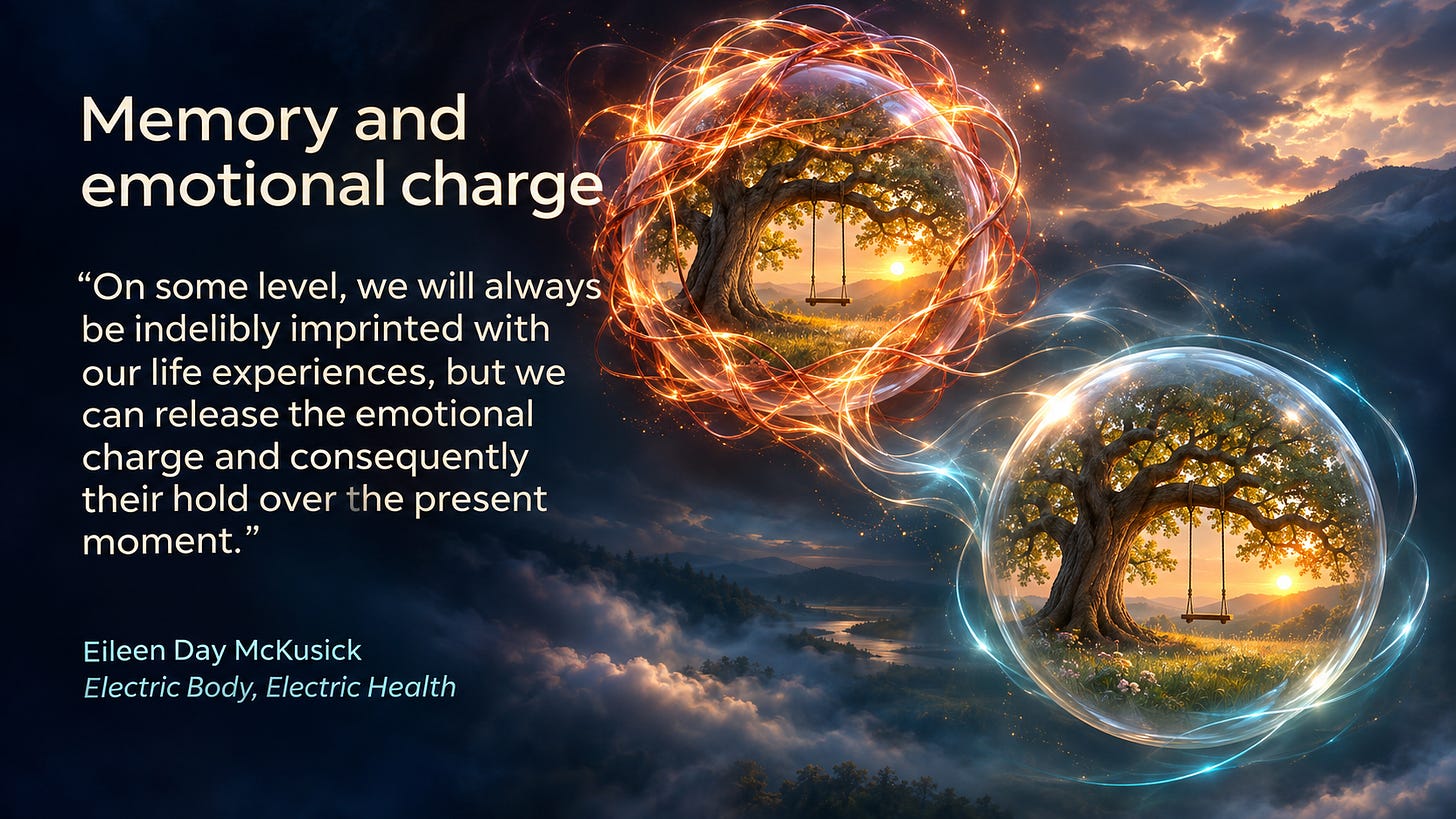 Memory and
emotional charge
“On some level, we will always
be indelibly imprinted with
our life experiences, but we
can release the emotional
charge and consequently
their hold over the present
moment.”
Eileen Day McKusick
Electric Body, Electric Health